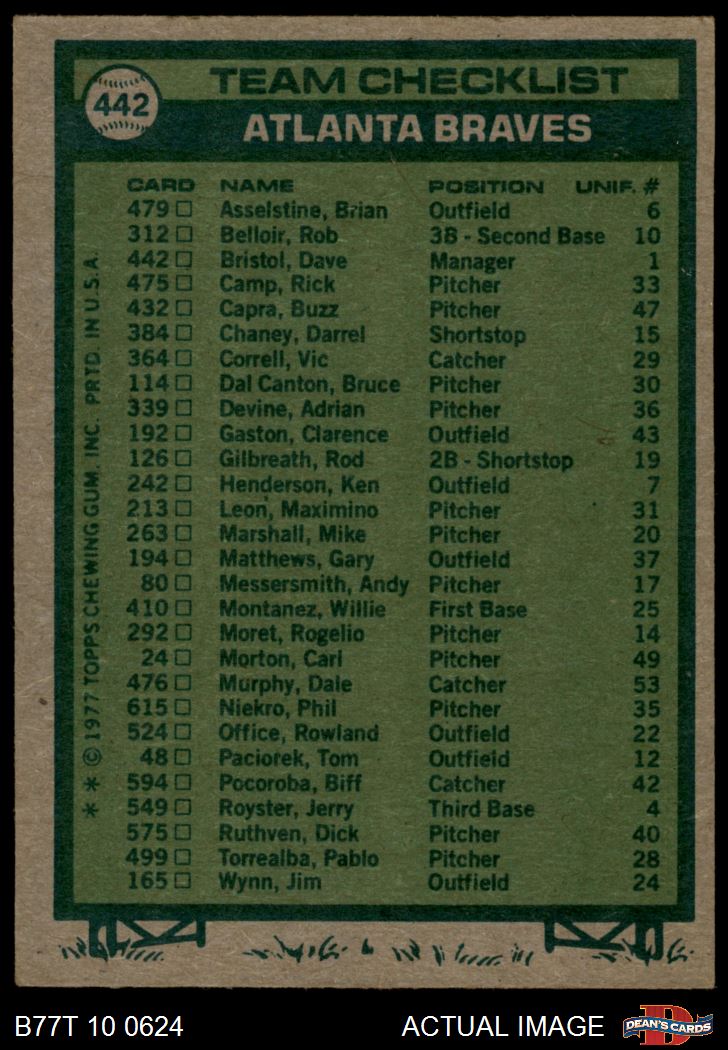 442
TEAM CHECKLIST
ATLANTA BRAVES
CARD NAME POSITION UNIF. #
479 □ Asselstine, Brian Outfield 6
312 □ Belloir, Rob 3B - Second Base 10
442 □ Bristol, Dave Manager 1
475 □ Camp, Rick Pitcher 33
432 □ Capra, Buzz Pitcher 47
384 □ Chaney, Darrel Shortstop 15
364 □ Correll, Vic Catcher 29
114 □ Dal Canton, Bruce Pitcher 30
339 □ Devine, Adrian Pitcher 36
192 □ Gaston, Clarence Outfield 43
126 □ Gilbreath, Rod 2B - Shortstop 19
242 □ Henderson, Ken Outfield 7
213 □ Leon, Maximino Pitcher 31
263 □ Marshall, Mike Pitcher 20
194 □ Matthews, Gary Outfield 37
80 □ Messersmith, Andy Pitcher 17
410 □ Montanez, Willie First Base 25
292 □ Moret, Rogelio Pitcher 14
24 □ Morton, Carl Pitcher 49
476 □ Murphy, Dale Catcher 53
615 □ Niekro, Phil Pitcher 35
524 □ Office, Rowland Outfield 22
48 □ Paciorek, Tom Outfield 12
594 □ Pocoroba, Biff Catcher 42
549 □ Royster, Jerry Third Base 4
575 □ Ruthven, Dick Pitcher 40
499 □ Torrealba, Pablo Pitcher 28
165 □ Wynn, Jim Outfield 24
* * © 1977 TOPPS CHEWING GUM, INC. PRTD. IN U.S.A.
B77T 10 0624 ACTUAL IMAGE
D
DEAN'S CARDS